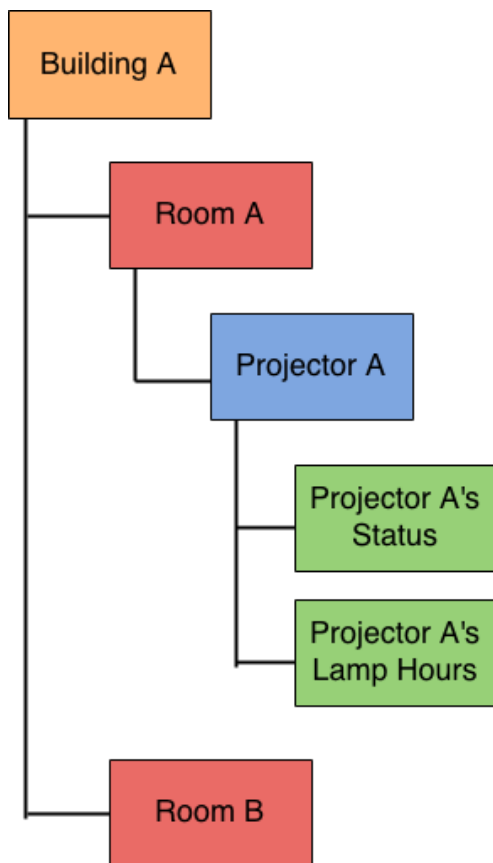 Building A
Room A
Projector A
Projector A's
Status
Projector A's
Lamp Hours
Room B